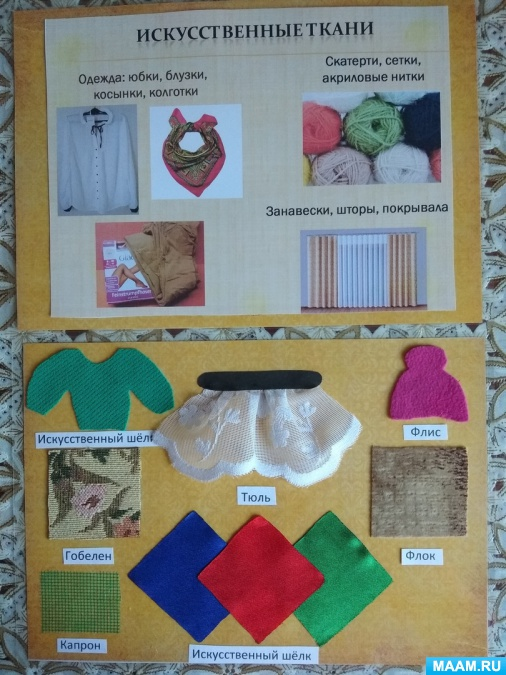 ИСКУССТВЕННЫЕ ТКАНИ
Одежда: юбки, блузки,
косынки, колготки
Скатерти, сетки,
акриловые нитки
Занавески, шторы, покрывала
Искусственный шёлк
Тюль
Флис
Гобелен
Флок
Капрон
Искусственный шёлк
MAAM.RU